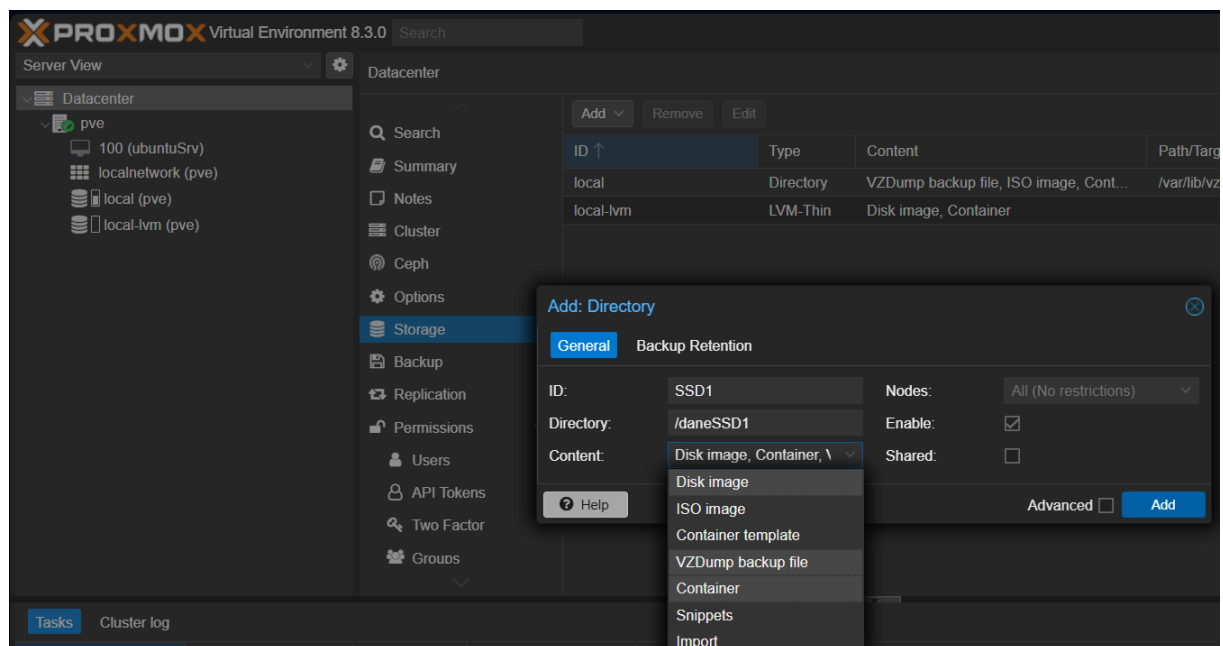 PROXMOX Virtual Environment 8.3.0 Search
Server View
Datacenter
Datacenter
pve
100 (ubuntuSrv)
localnetwork (pve)
local (pve)
local-lvm (pve)
Search
Summary
Notes
Cluster
Ceph
Options
Storage
Backup
Replication
Permissions
Users
API Tokens
Two Factor
Groups
Add Remove Edit
ID Type Content Path/Targ
local Directory VZDump backup file, ISO image, Cont... /var/lib/vz
local-lvm LVM-Thin Disk image, Container
Add: Directory
General Backup Retention
ID: SSD1 Nodes: All (No restrictions)
Directory: /daneSSD1 Enable:
Content: Disk image, Container, V Shared:
Disk image
ISO image
Container template
VZDump backup file
Container
Snippets
Import
Help Advanced Add
Tasks Cluster log